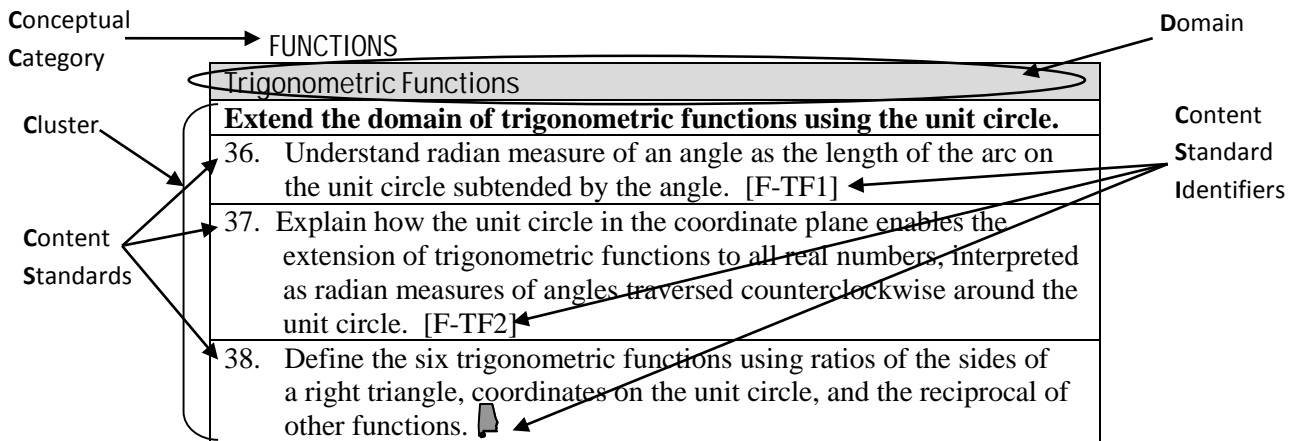 Conceptual
Category
FUNCTIONS
Domain
Trigonometric Functions
Cluster
Extend the domain of trigonometric functions using the unit circle.
Content
Standard
Identifiers
36. Understand radian measure of an angle as the length of the arc on
the unit circle subtended by the angle. [F-TF1]
Content
Standards
37. Explain how the unit circle in the coordinate plane enables the
extension of trigonometric functions to all real numbers, interpreted
as radian measures of angles traversed counterclockwise around the
unit circle. [F-TF2]
38. Define the six trigonometric functions using ratios of the sides of
a right triangle, coordinates on the unit circle, and the reciprocal of
other functions.